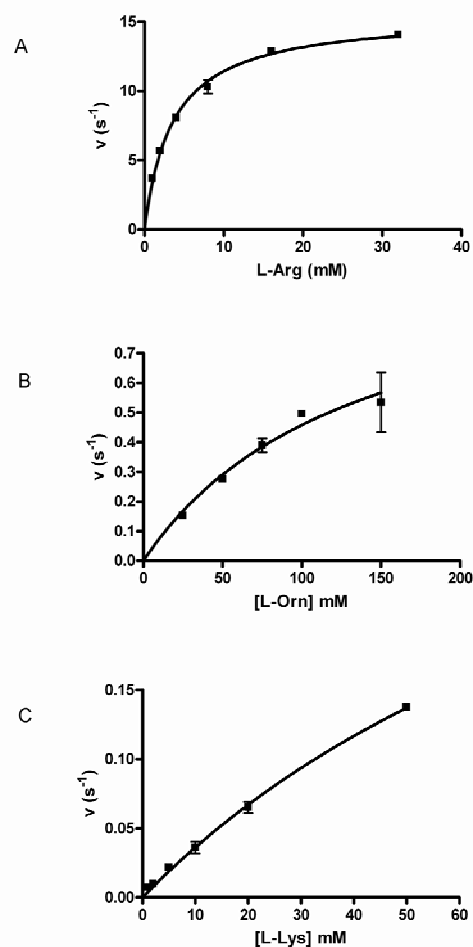 A
15
10
5
0
v (s-1)
0 10 20 30 40
L-Arg (mM)
B
0.7
0.6
0.5
0.4
0.3
0.2
0.1
0.0
v (s-1)
0 50 100 150 200
[L-Orn] mM
C
0.15
0.10
0.05
0.00
v (s-1)
0 10 20 30 40 50 60
[L-Lys] mM